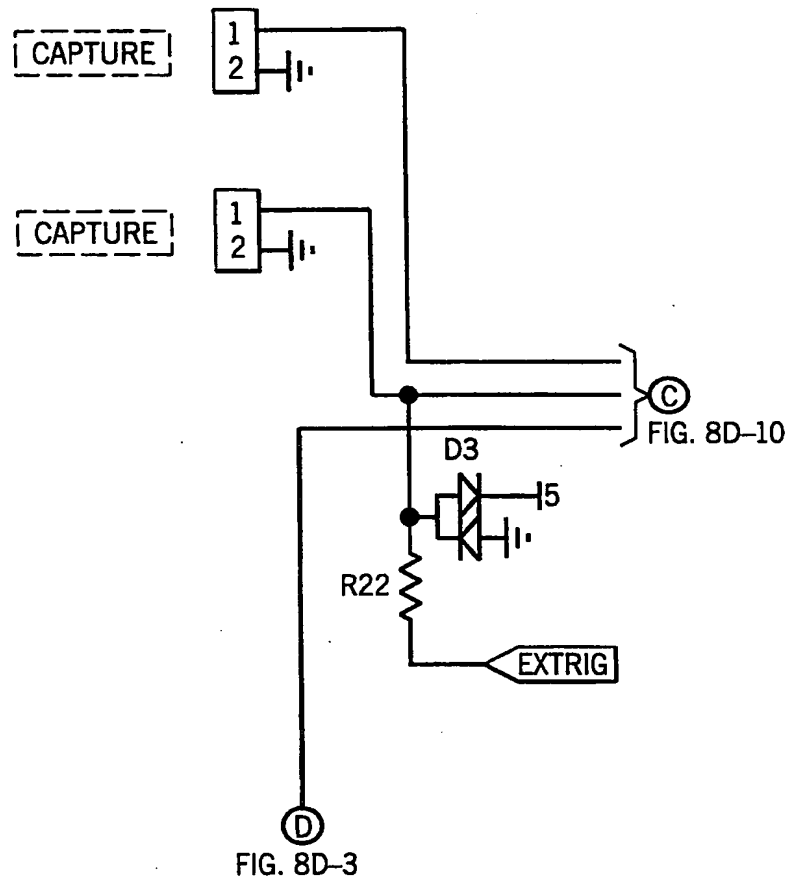 CAPTURE
1
2
CAPTURE
1
2
C
FIG. 8D-10
D3
5
R22
EXTRIG
D
FIG. 8D-3